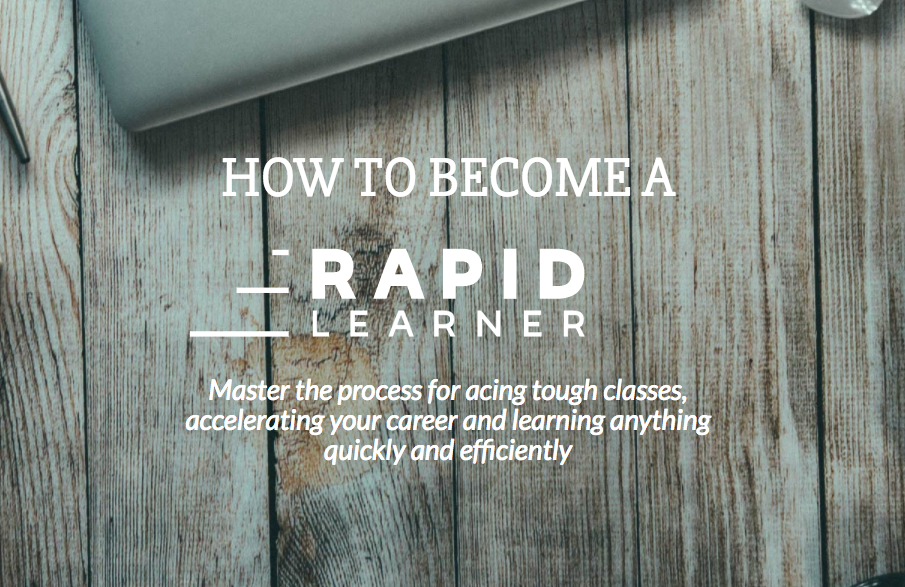 HOW TO BECOME A
RAPID
LEARNER
Master the process for acing tough classes,
accelerating your career and learning anything
quickly and efficiently